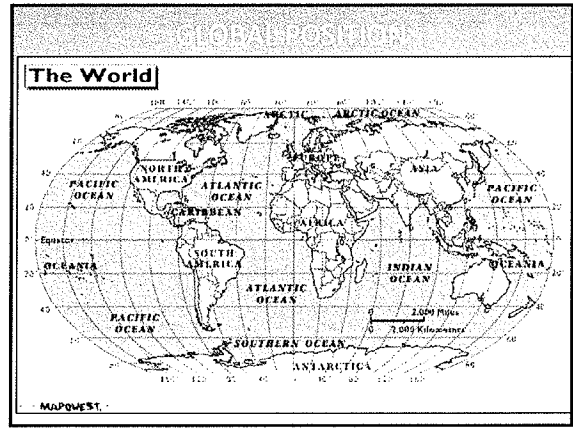 GLOBAL POSITION
The World
ARCTIC ARCTIC OCEAN
EUROPE
NORTH
AMERICA
ASIA
PACIFIC
OCEAN
ATLANTIC
OCEAN
PACIFIC
OCEAN
CARIBBEAN
AFRICA
Equator
SOUTH
AMERICA
OCEANIA
INDIAN
OCEAN
OCEANIA
ATLANTIC
OCEAN
PACIFIC
OCEAN
0 2,000 Miles
0 2,000 Kilometers
SOUTHERN OCEAN
ANTARCTICA
MAPQUEST.